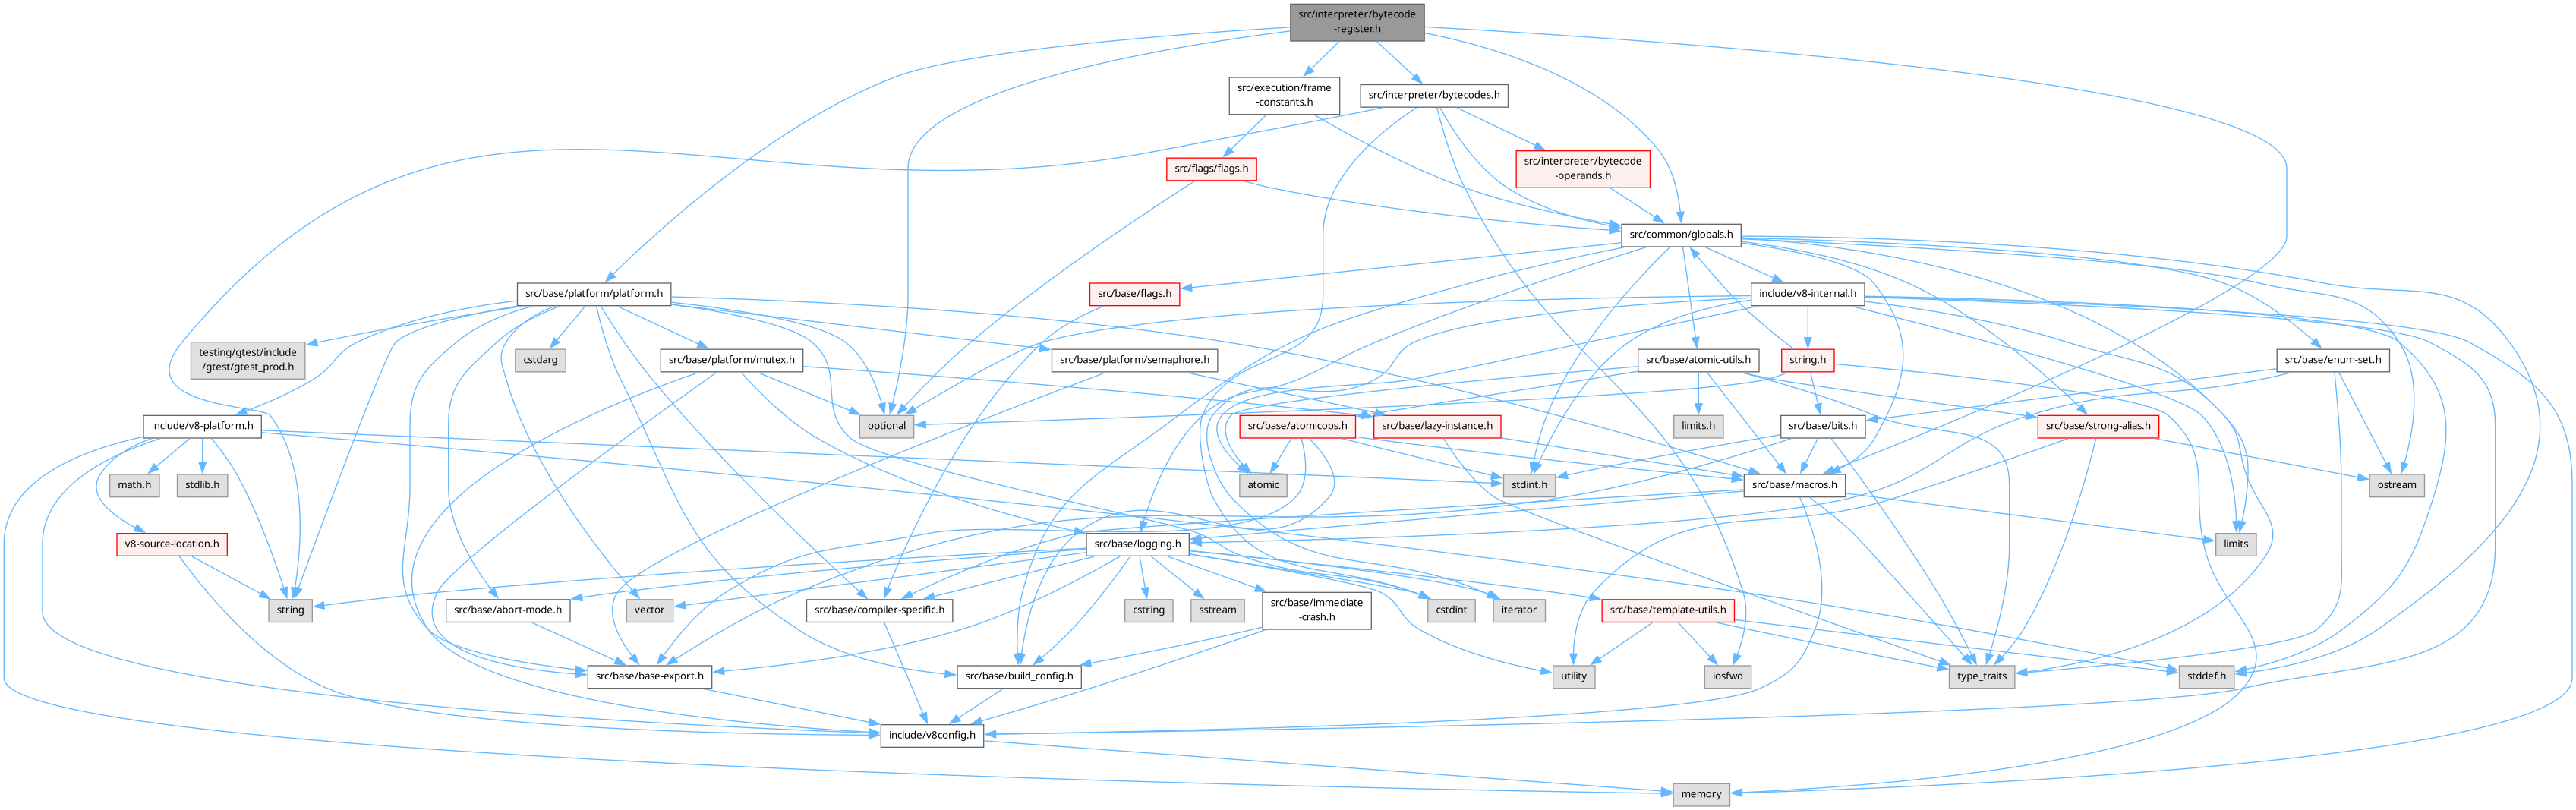 src/interpreter/bytecode
-register.h
src/execution/frame
-constants.h
src/interpreter/bytecodes.h
src/flags/flags.h
src/interpreter/bytecode
-operands.h
src/common/globals.h
src/base/platform/platform.h
src/base/flags.h
include/v8-internal.h
testing/gtest/include
/gtest/gtest_prod.h
cstdarg
src/base/platform/mutex.h
src/base/platform/semaphore.h
src/base/atomic-utils.h
string.h
src/base/enum-set.h
include/v8-platform.h
optional
src/base/atomicops.h
src/base/lazy-instance.h
limits.h
src/base/bits.h
src/base/strong-alias.h
math.h
stdlib.h
atomic
stdint.h
src/base/macros.h
ostream
v8-source-location.h
src/base/logging.h
limits
string
src/base/abort-mode.h
vector
src/base/compiler-specific.h
cstring
sstream
src/base/immediate
-crash.h
cstdint
iterator
src/base/template-utils.h
src/base/base-export.h
src/base/build_config.h
utility
iosfwd
type_traits
stddef.h
include/v8config.h
memory